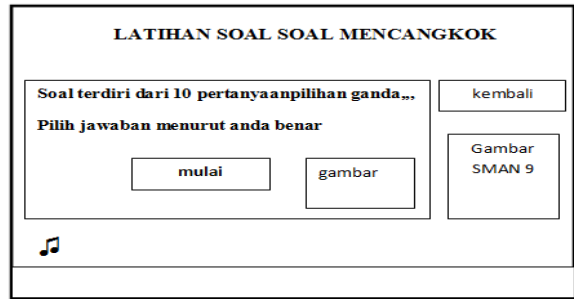 LATIHAN SOAL SOAL MENCANGKOK
Soal terdiri dari 10 pertanyaanpilihan ganda,,,
Pilih jawaban menurut anda benar
mulai
gambar
kembali
Gambar
SMAN 9